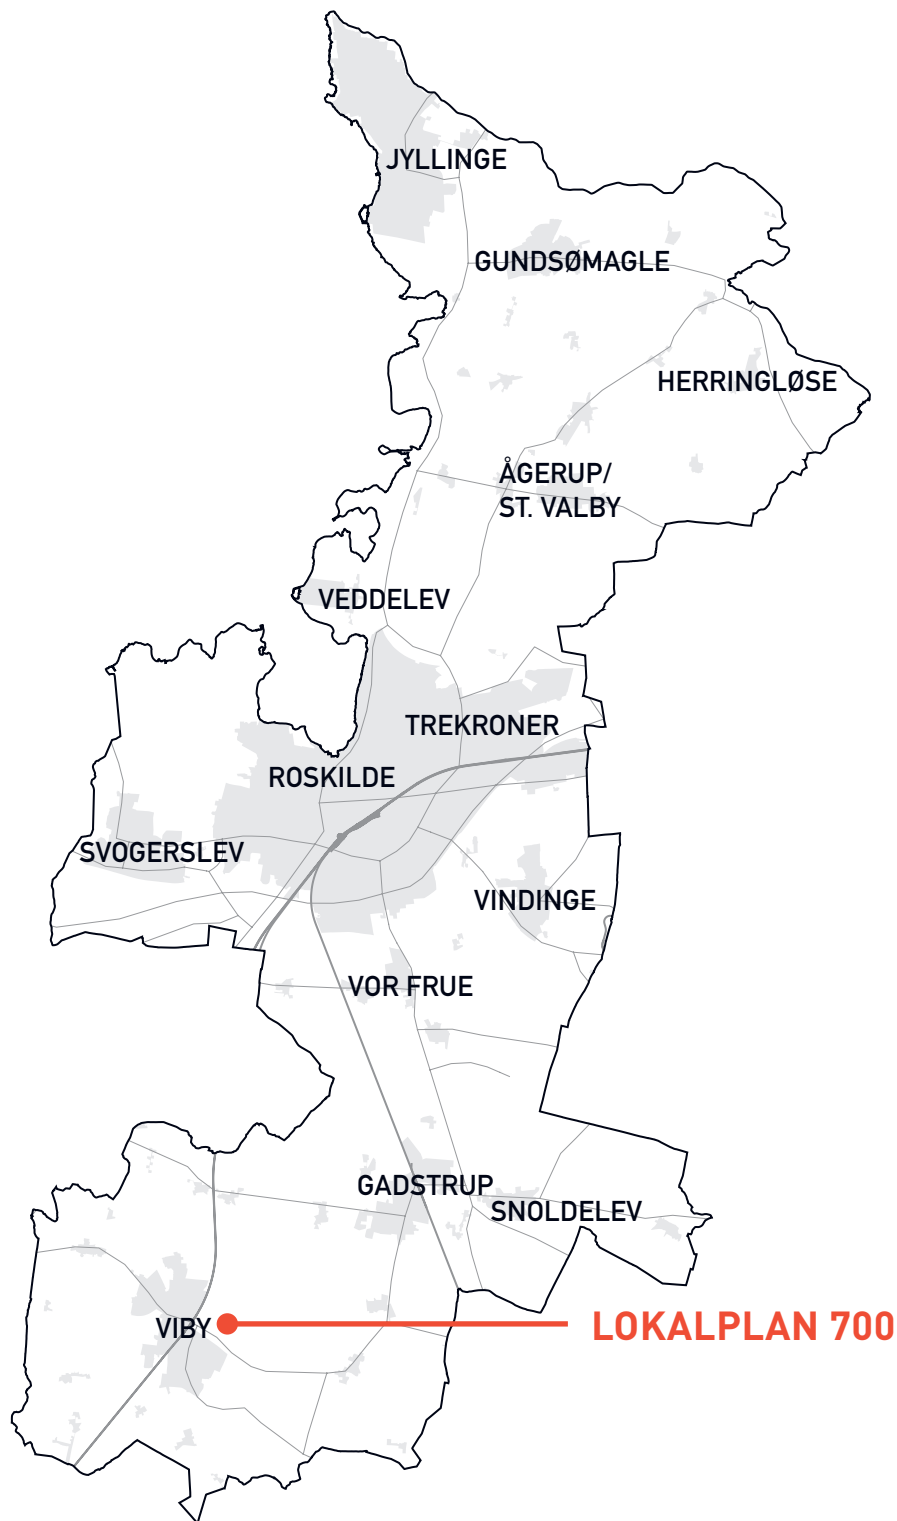 JYLLINGE
GUNDSØMAGLE
HERRINGLØSE
ÅGERUP/
ST. VALBY
VEDDELEV
TREKRONER
ROSKILDE
SVOGERSLEV
VINDINGE
VOR FRUE
GADSTRUP
SNOLDELEV
VIBY
LOKALPLAN 700